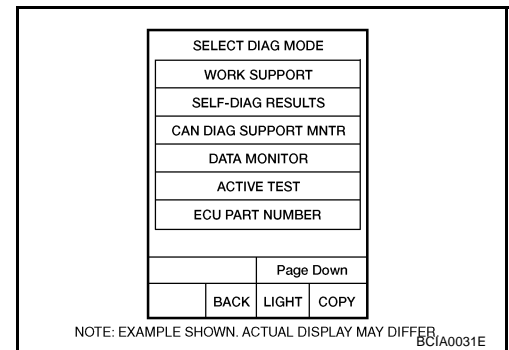 SELECT DIAG MODE
WORK SUPPORT
SELF-DIAG RESULTS
CAN DIAG SUPPORT MNTR
DATA MONITOR
ACTIVE TEST
ECU PART NUMBER
Page Down
BACK LIGHT COPY
NOTE: EXAMPLE SHOWN. ACTUAL DISPLAY MAY DIFFER.
BCIA0031E